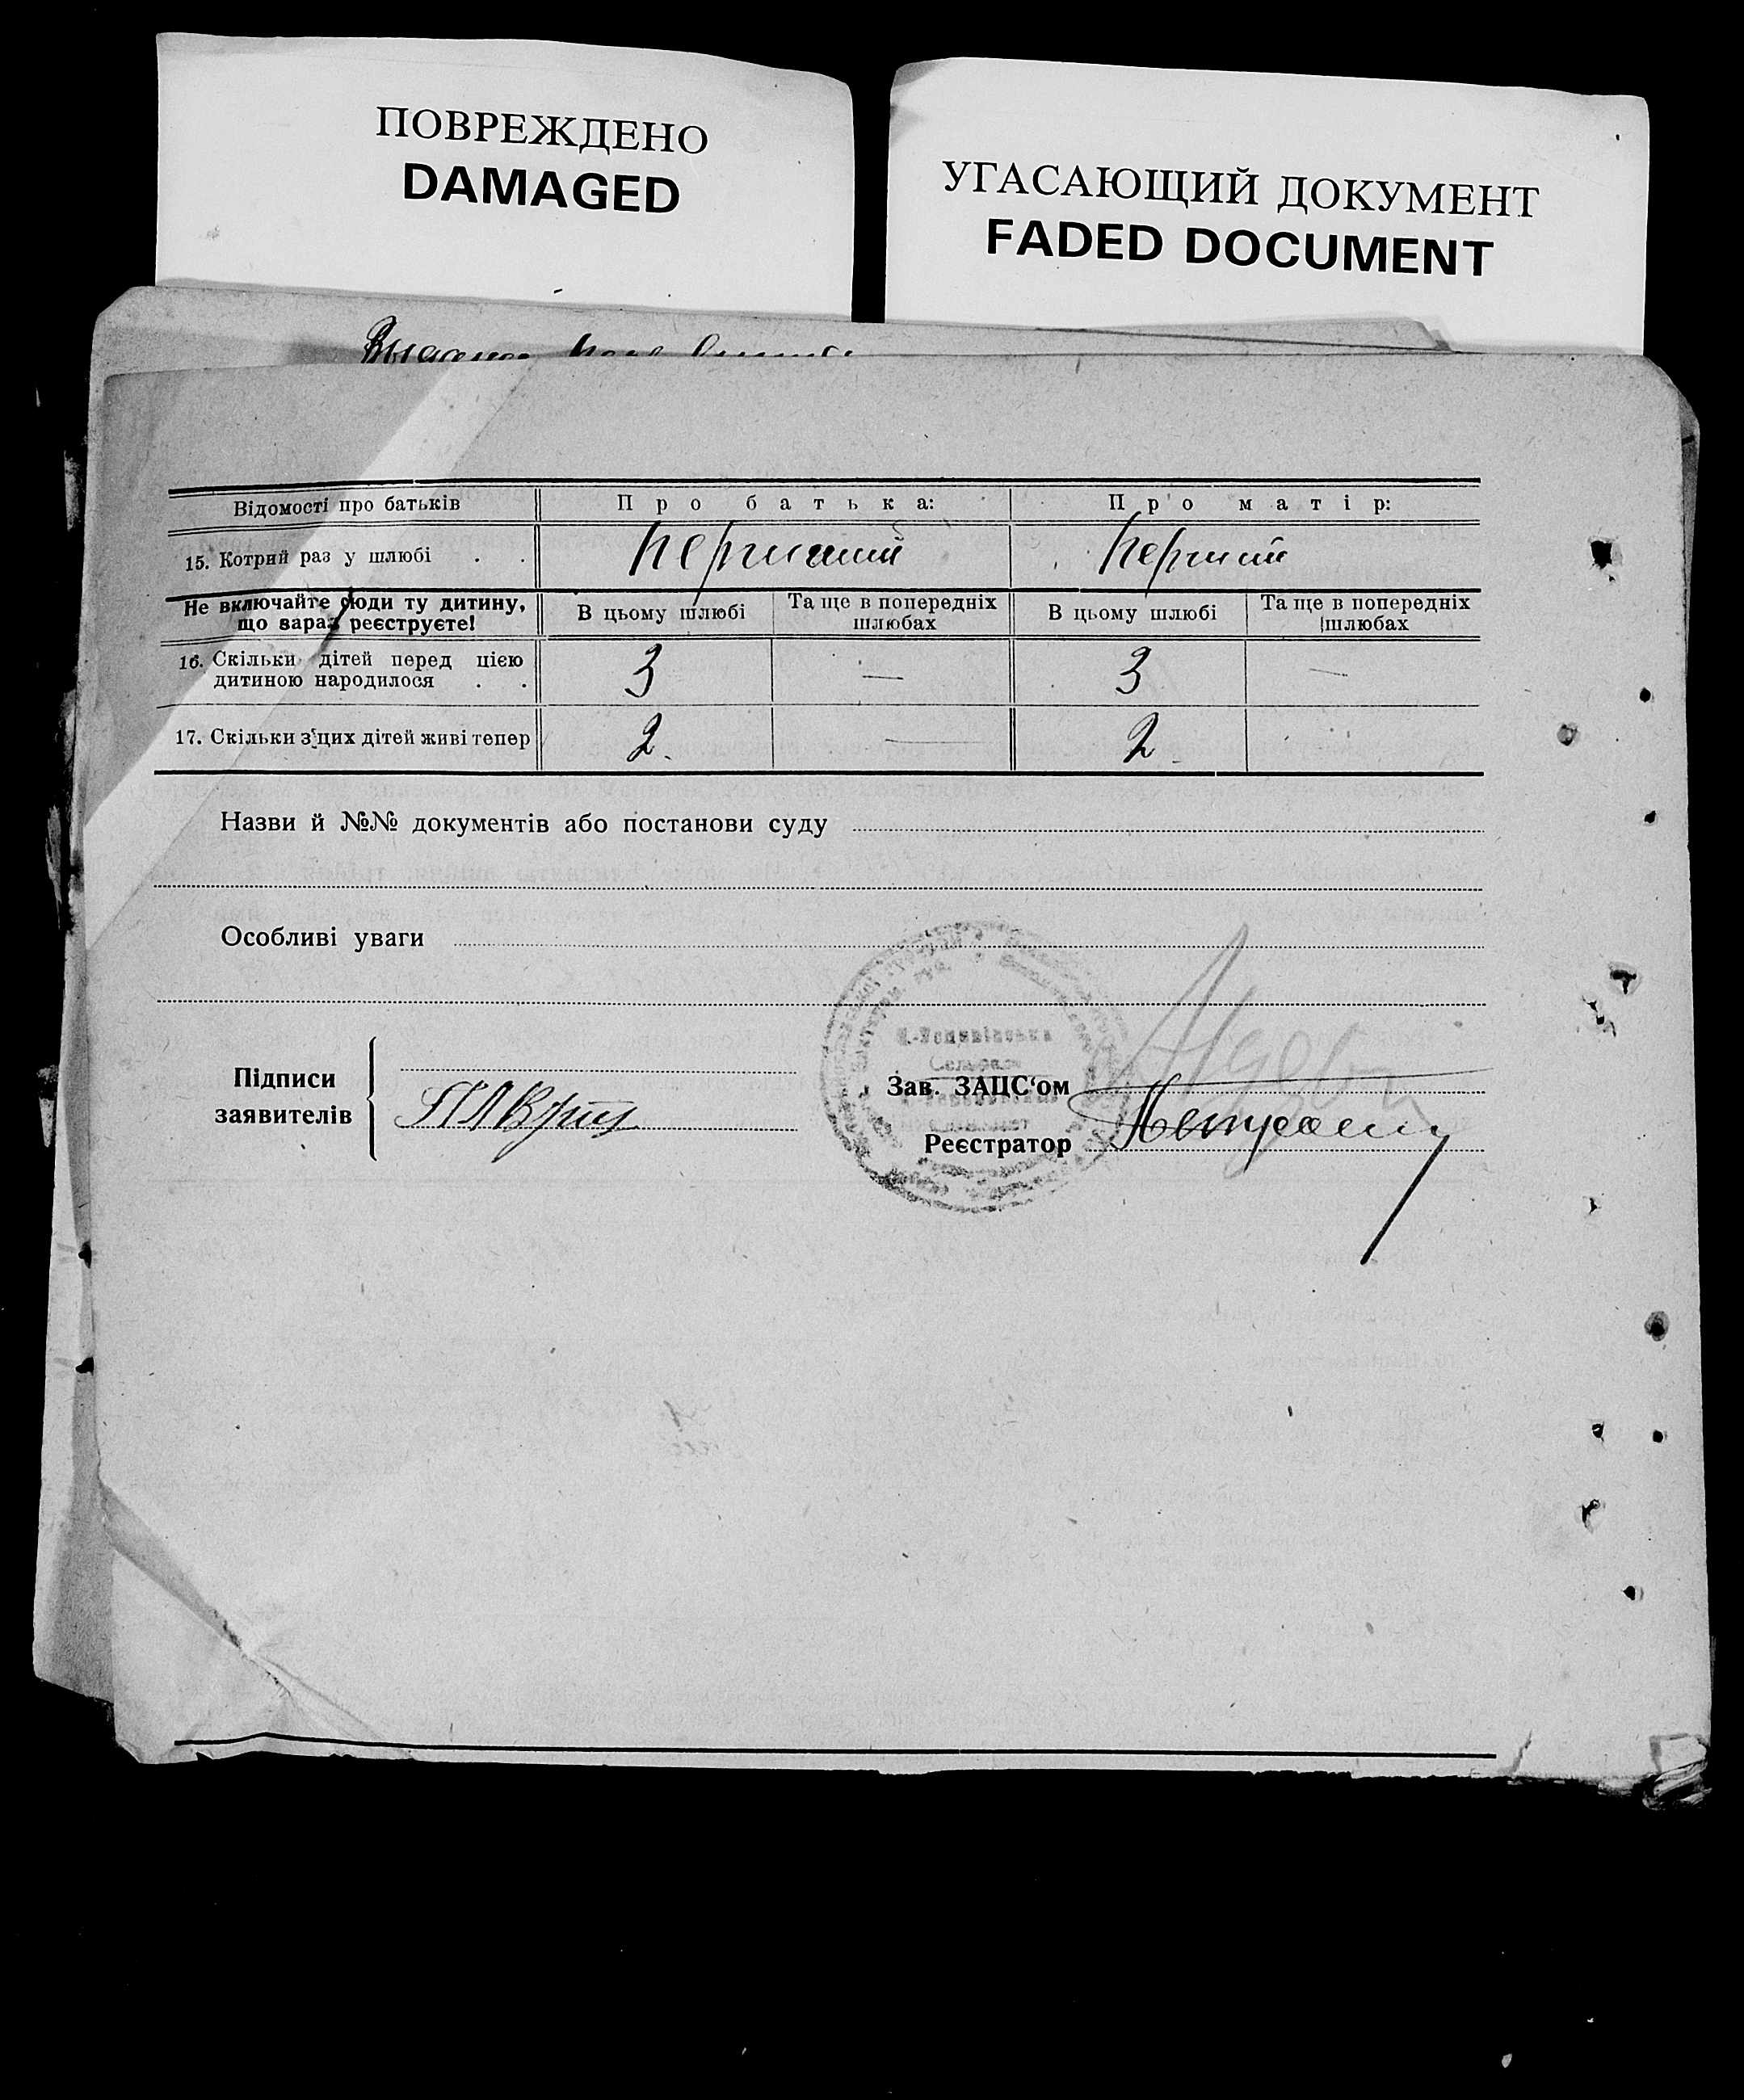 ПОВРЕЖДЕНО
DAMAGED
УГАСАЮЩИЙ ДОКУМЕНТ
FADED DOCUMENT
Відомості про батьків Про батька: Про матір:
15. Котрий раз у шлюбі . . перший Перший
Не включайте сюди ту дитину, що зараз реєструєте! В цьому шлюбі Та ще в попередніх шлюбах В цьому шлюбі Та ще в попередніх шлюбах
16. Скільки дітей перед цією дитиною народилося . . 3 — 3 —
17. Скільки з цих дітей живі тепер 2. — 2
Назви й №№ документів або постанови суду
Особливі уваги
Підписи заявителів
Зав. ЗАЦС'ом
Реєстратор